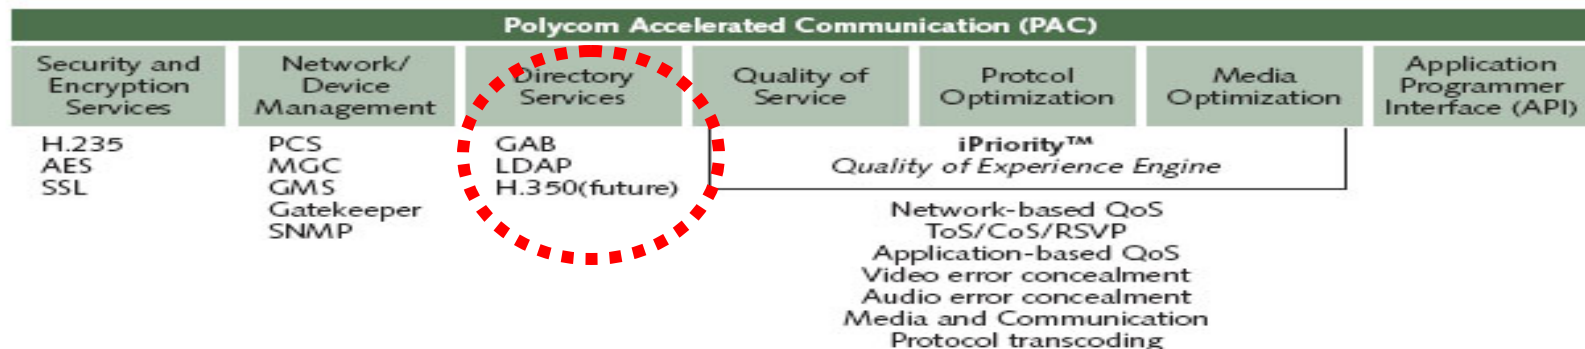 Polycom Accelerated Communication (PAC)
Security and
Encryption
Services
Network/
Device
Management
Directory
Services
Quality of
Service
Protcol
Optimization
Media
Optimization
Application
Programmer
Interface (API)
H.235
AES
SSL
PCS
MGC
GMS
Gatekeeper
SNMP
GAB
LDAP
H.350(future)
iPriority™
Quality of Experience Engine
Network-based QoS
ToS/CoS/RSVP
Application-based QoS
Video error concealment
Audio error concealment
Media and Communication
Protocol transcoding